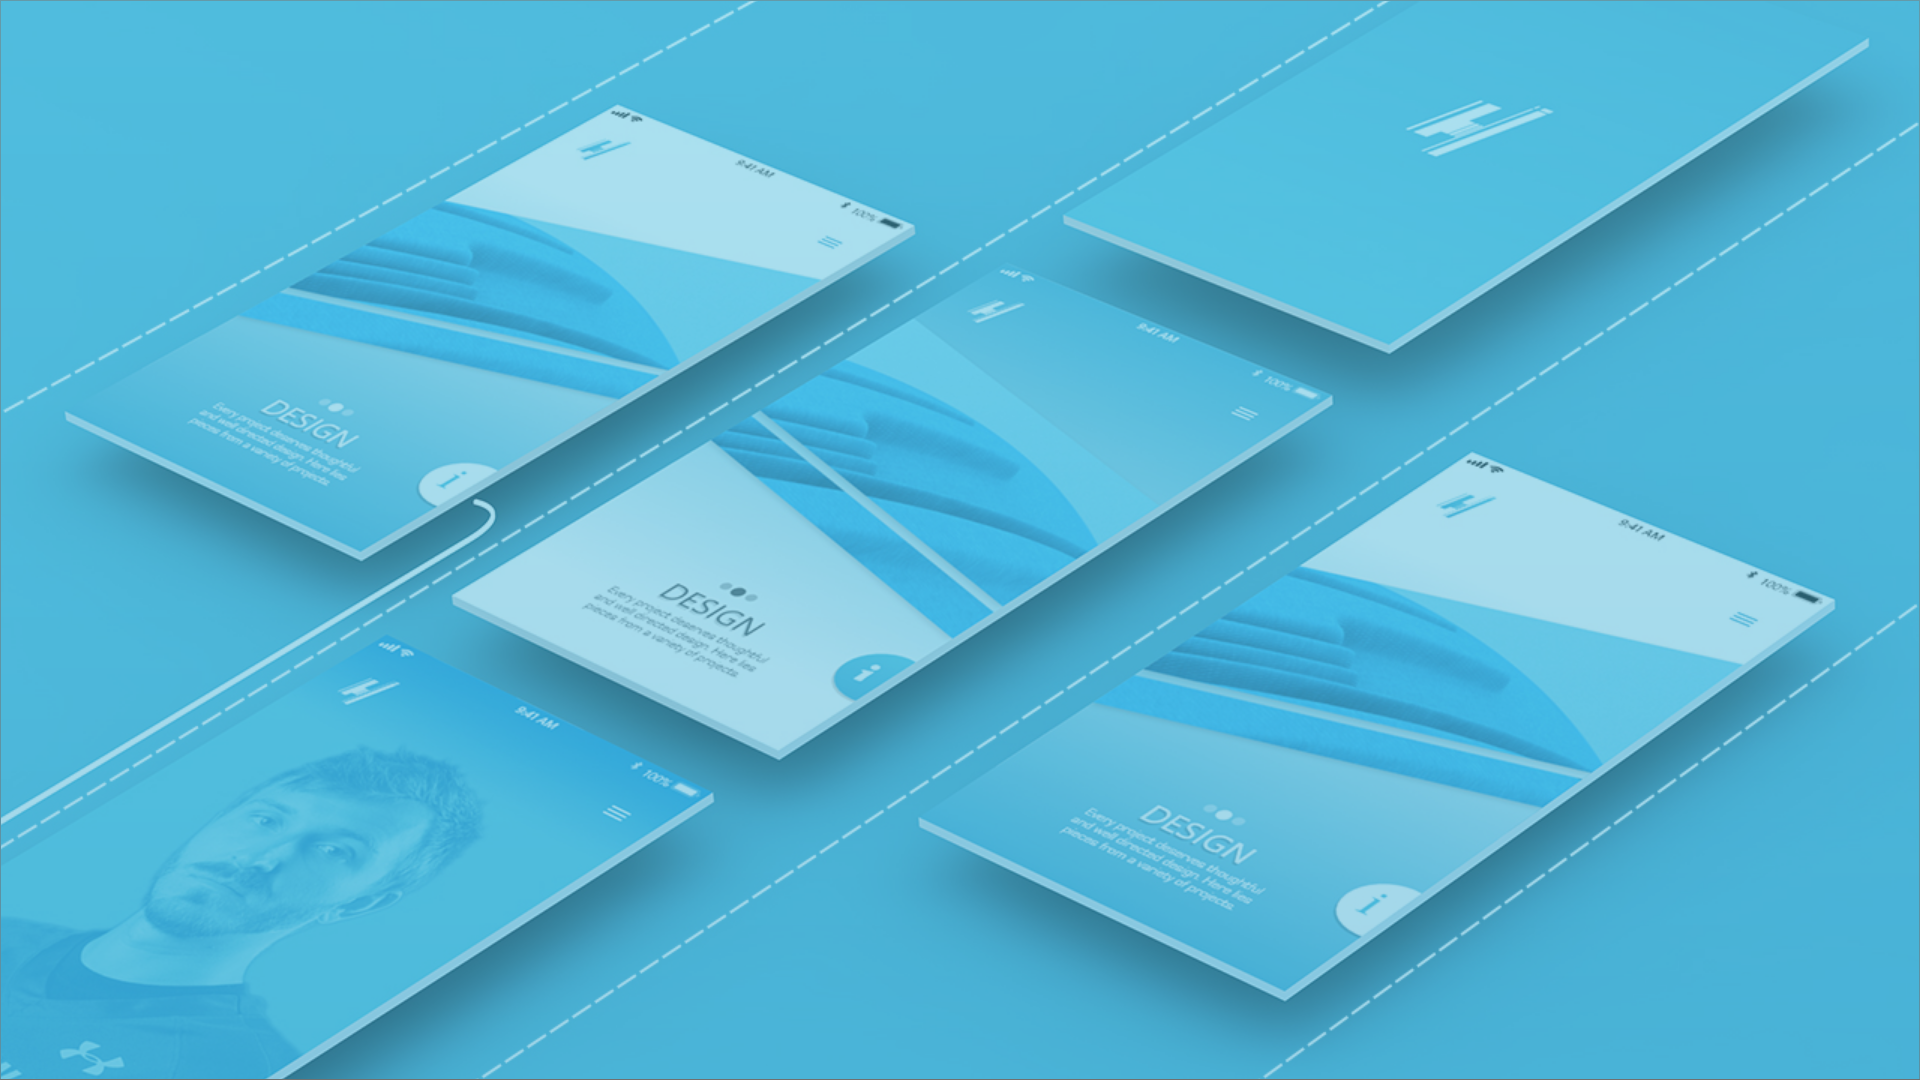 9:41 AM
100%
DESIGN
Every project deserves thoughtful
and well directed design. Here lies
pieces from a variety of projects.
i
9:41 AM
100%
DESIGN
Every project deserves thoughtful
and well directed design. Here lies
pieces from a variety of projects.
i
9:41 AM
100%
9:41 AM
100%
DESIGN
Every project deserves thoughtful
and well directed design. Here lies
pieces from a variety of projects.
i